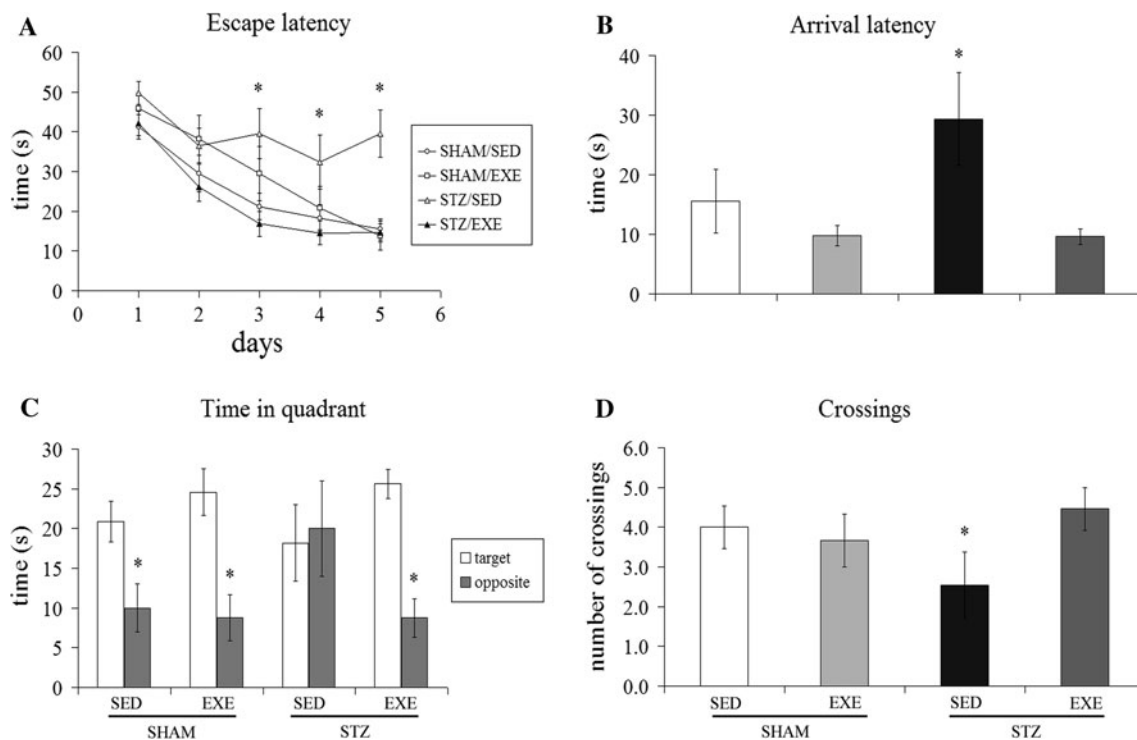 A
Escape latency
60
50
40
30
20
10
0
time (s)
* * *
0 1 2 3 4 5 6
days
SHAM/SED
SHAM/EXE
STZ/SED
STZ/EXE
B
Arrival latency
40
30
20
10
0
time (s)
*
C
Time in quadrant
30
25
20
15
10
5
0
time (s)
* * *
target
opposite
SED EXE SED EXE
SHAM STZ
D
Crossings
6.0
5.0
4.0
3.0
2.0
1.0
0.0
number of crossings
*
SED EXE SED EXE
SHAM STZ